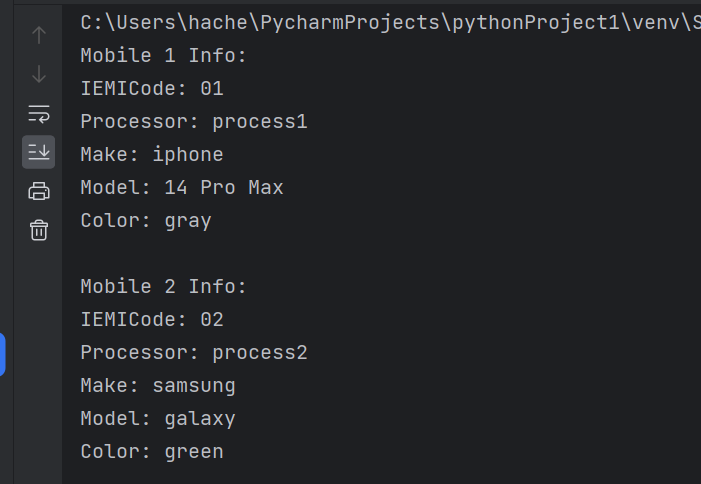 C:\Users\hache\PycharmProjects\pythonProject1\venv\S
Mobile 1 Info:
IEMICode: 01
Processor: process1
Make: iphone
Model: 14 Pro Max
Color: gray
Mobile 2 Info:
IEMICode: 02
Processor: process2
Make: samsung
Model: galaxy
Color: green